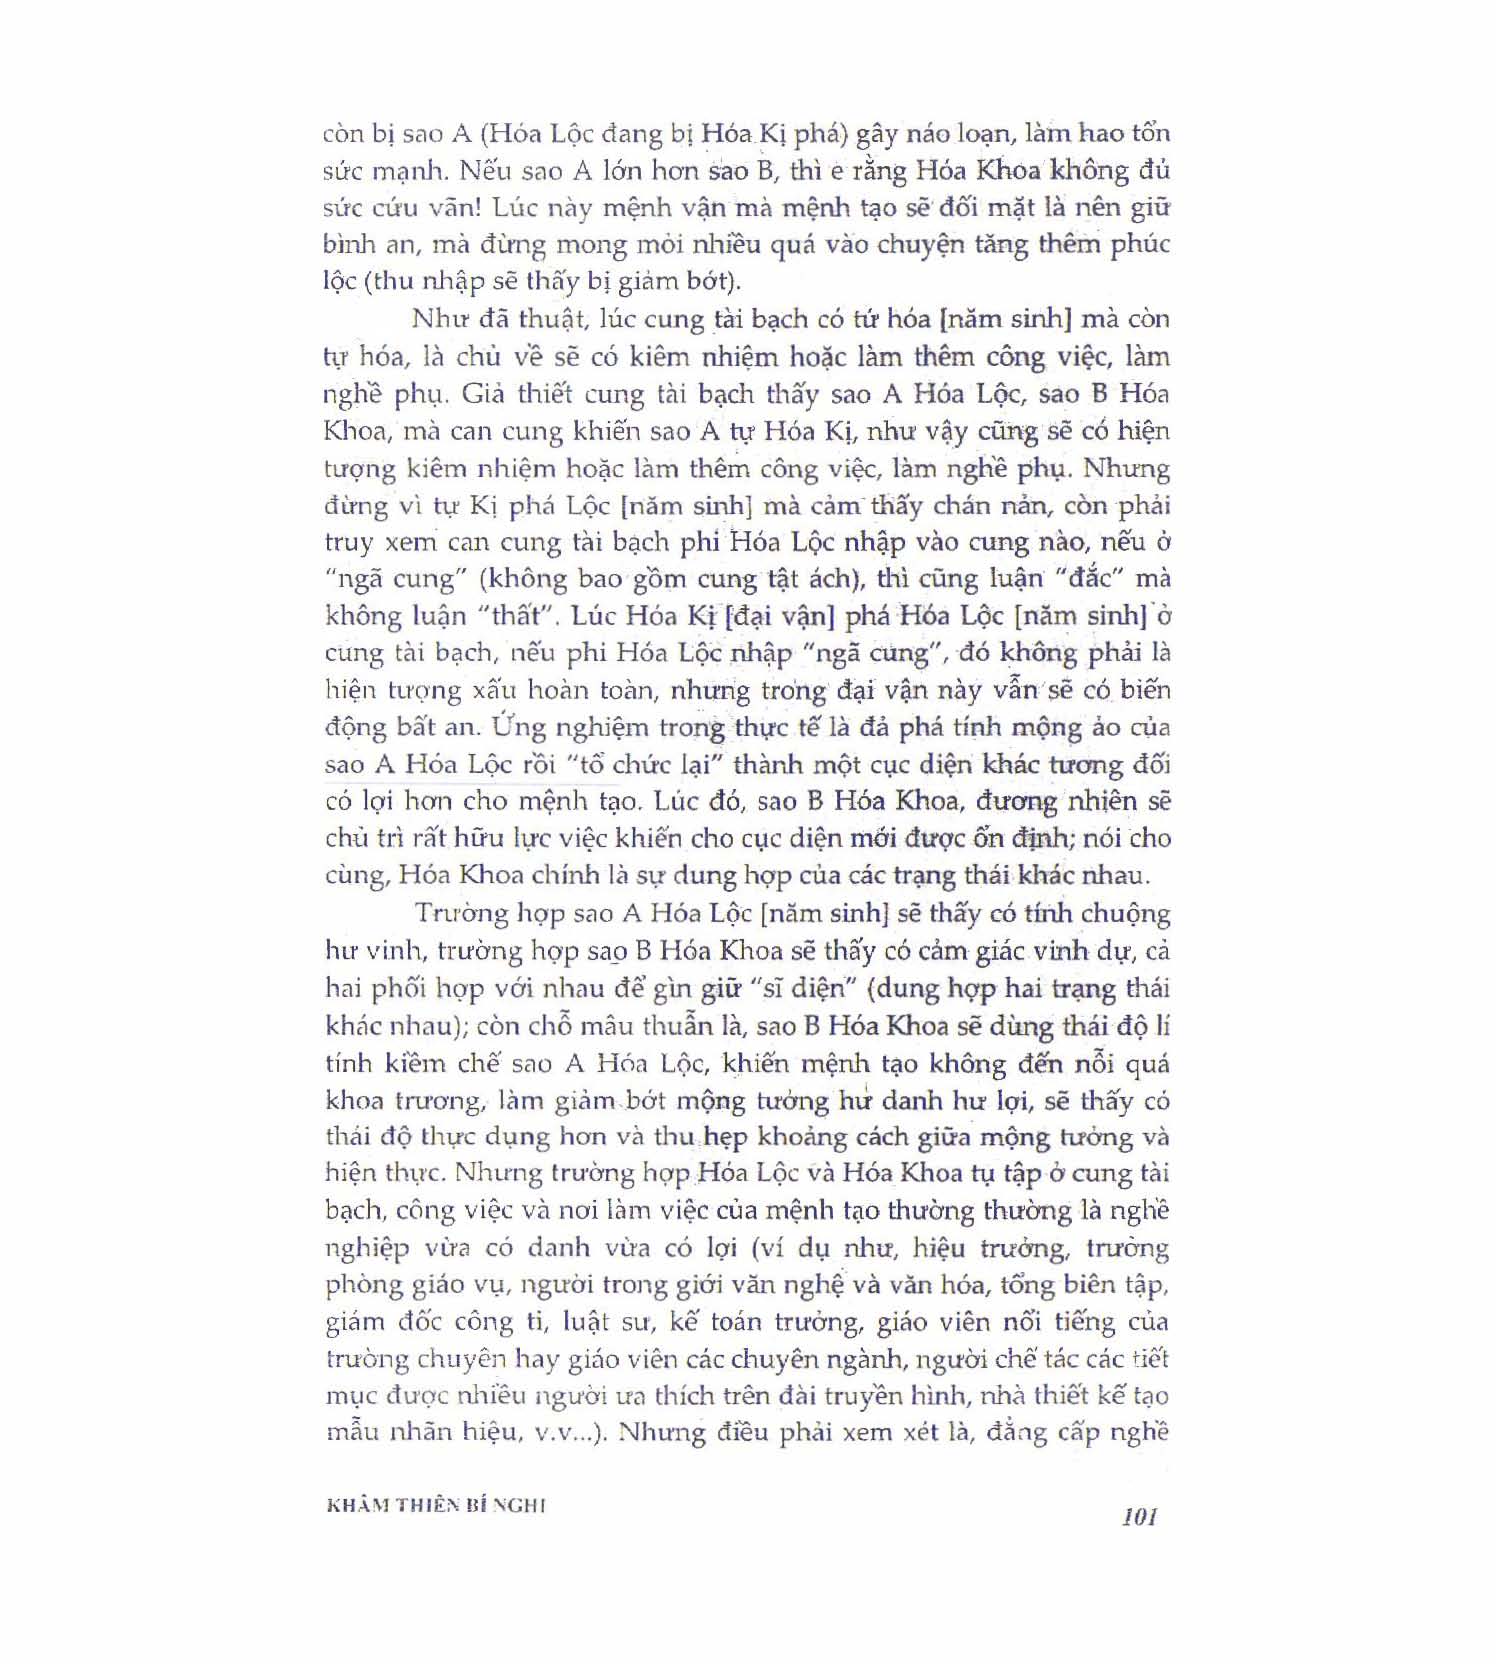 còn bị sao A (Hóa Lộc đang bị Hóa Kị phá) gây náo loạn, làm hao tổn
sức mạnh. Nếu sao A lớn hơn sao B, thì e rằng Hóa Khoa không đủ
sức cứu vãn! Lúc này mệnh vận mà mệnh tạo sẽ đối mặt là nên giữ
bình an, mà đừng mong mỏi nhiều quá vào chuyện tăng thêm phúc
lộc (thu nhập sẽ thấy bị giảm bớt).
Như đã thuật, lúc cung tài bạch có tứ hóa [năm sinh] mà còn
tự hóa, là chủ về sẽ có kiêm nhiệm hoặc làm thêm công việc, làm
nghề phụ. Giả thiết cung tài bạch thấy sao A Hóa Lộc, sao B Hóa
Khoa, mà can cung khiến sao A tự Hóa Kị, như vậy cũng sẽ có hiện
tượng kiêm nhiệm hoặc làm thêm công việc, làm nghề phụ. Nhưng
đừng vì tự Kị phá Lộc [năm sinh] mà cảm thấy chán nản, còn phải
truy xem can cung tài bạch phi Hóa Lộc nhập vào cung nào, nếu ở
"ngã cung" (không bao gồm cung tật ách), thì cũng luận "đắc" mà
không luận "thất". Lúc Hóa Kị [đại vận] phá Hóa Lộc [năm sinh] ở
cung tài bạch, nếu phi Hóa Lộc nhập "ngã cung", đó không phải là
hiện tượng xấu hoàn toàn, nhưng trong đại vận này vẫn sẽ có biến
động bất an. Ứng nghiệm trong thực tế là đả phá tính mộng ảo của
sao A Hóa Lộc rồi "tổ chức lại" thành một cục diện khác tương đối
có lợi hơn cho mệnh tạo. Lúc đó, sao B Hóa Khoa, đương nhiên sẽ
chủ trì rất hữu lực việc khiến cho cục diện mới được ổn định; nói cho
cùng, Hóa Khoa chính là sự dung hợp của các trạng thái khác nhau.
Trường hợp sao A Hóa Lộc [năm sinh] sẽ thấy có tính chuộng
hư vinh, trường hợp sao B Hóa Khoa sẽ thấy có cảm giác vinh dự, cả
hai phối hợp với nhau để gìn giữ "sĩ diện" (dung hợp hai trạng thái
khác nhau); còn chỗ mâu thuẫn là, sao B Hóa Khoa sẽ dùng thái độ lí
tính kiềm chế sao A Hóa Lộc, khiến mệnh tạo không đến nỗi quá
khoa trương, làm giảm bớt mộng tưởng hư danh hư lợi, sẽ thấy có
thái độ thực dụng hơn và thu hẹp khoảng cách giữa mộng tưởng và
hiện thực. Nhưng trường hợp Hóa Lộc và Hóa Khoa tụ tập ở cung tài
bạch, công việc và nơi làm việc của mệnh tạo thường thường là nghề
nghiệp vừa có danh vừa có lợi (ví dụ như, hiệu trưởng, trưởng
phòng giáo vụ, người trong giới văn nghệ và văn hóa, tổng biên tập,
giám đốc công ti, luật sư, kế toán trưởng, giáo viên nổi tiếng của
trường chuyên hay giáo viên các chuyên ngành, người chế tác các tiết
mục được nhiều người ưa thích trên đài truyền hình, nhà thiết kế tạo
mẫu nhãn hiệu, v.v...). Nhưng điều phải xem xét là, đẳng cấp nghề
KHÂM THIÊN BÍ NGHI
101